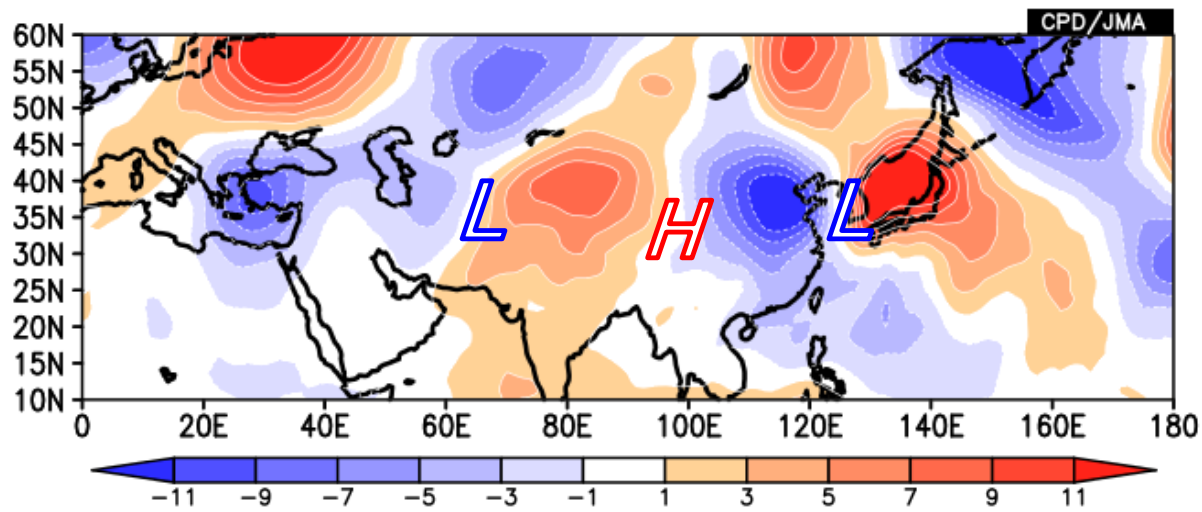 CPD/JMA
60N
55N
50N
45N
40N
35N
30N
25N
20N
15N
10N
L H L
0 20E 40E 60E 80E 100E 120E 140E 160E 180
-11 -9 -7 -5 -3 -1 1 3 5 7 9 11